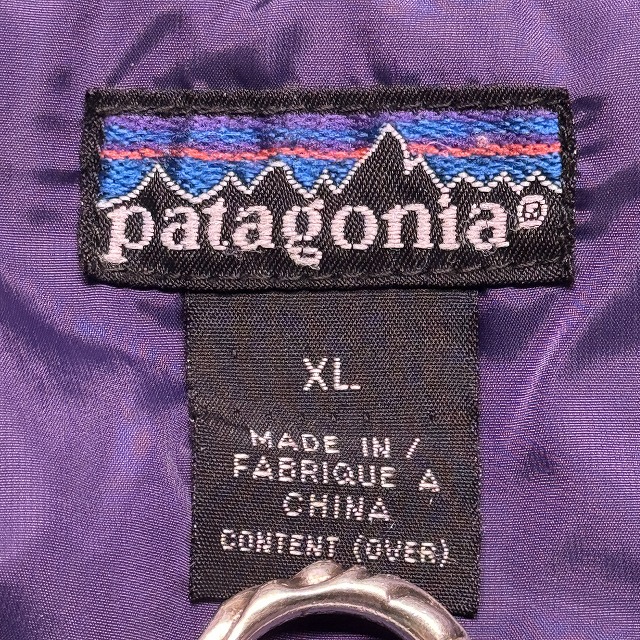 patagonia®
XL
MADE IN /
FABRIQUE A
CHINA
CONTENT (OVER)